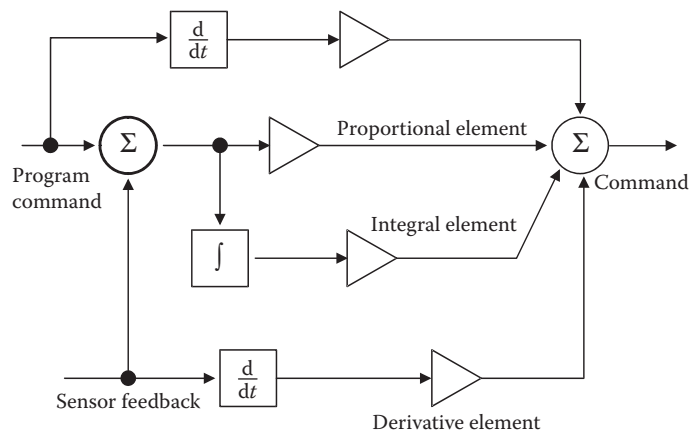 d
dt
Σ
Proportional element
Σ
Program
command
Command
Integral element
∫
d
dt
Sensor feedback
Derivative element